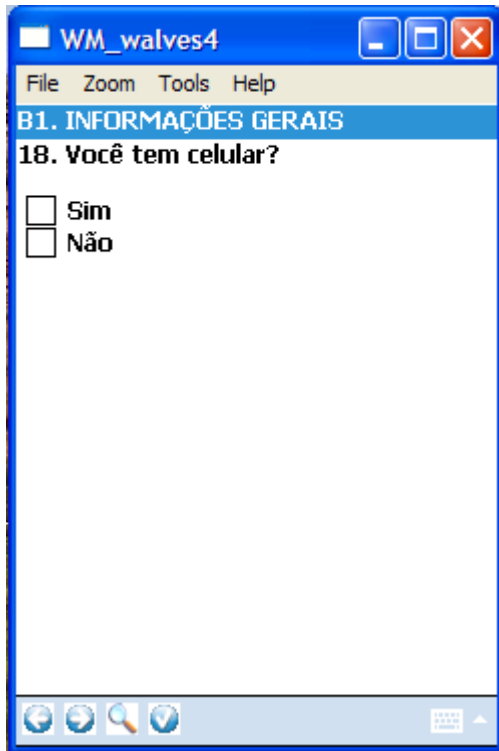 WM_walves4
File Zoom Tools Help
B1. INFORMAÇÕES GERAIS
18. Você tem celular?
Sim
Não